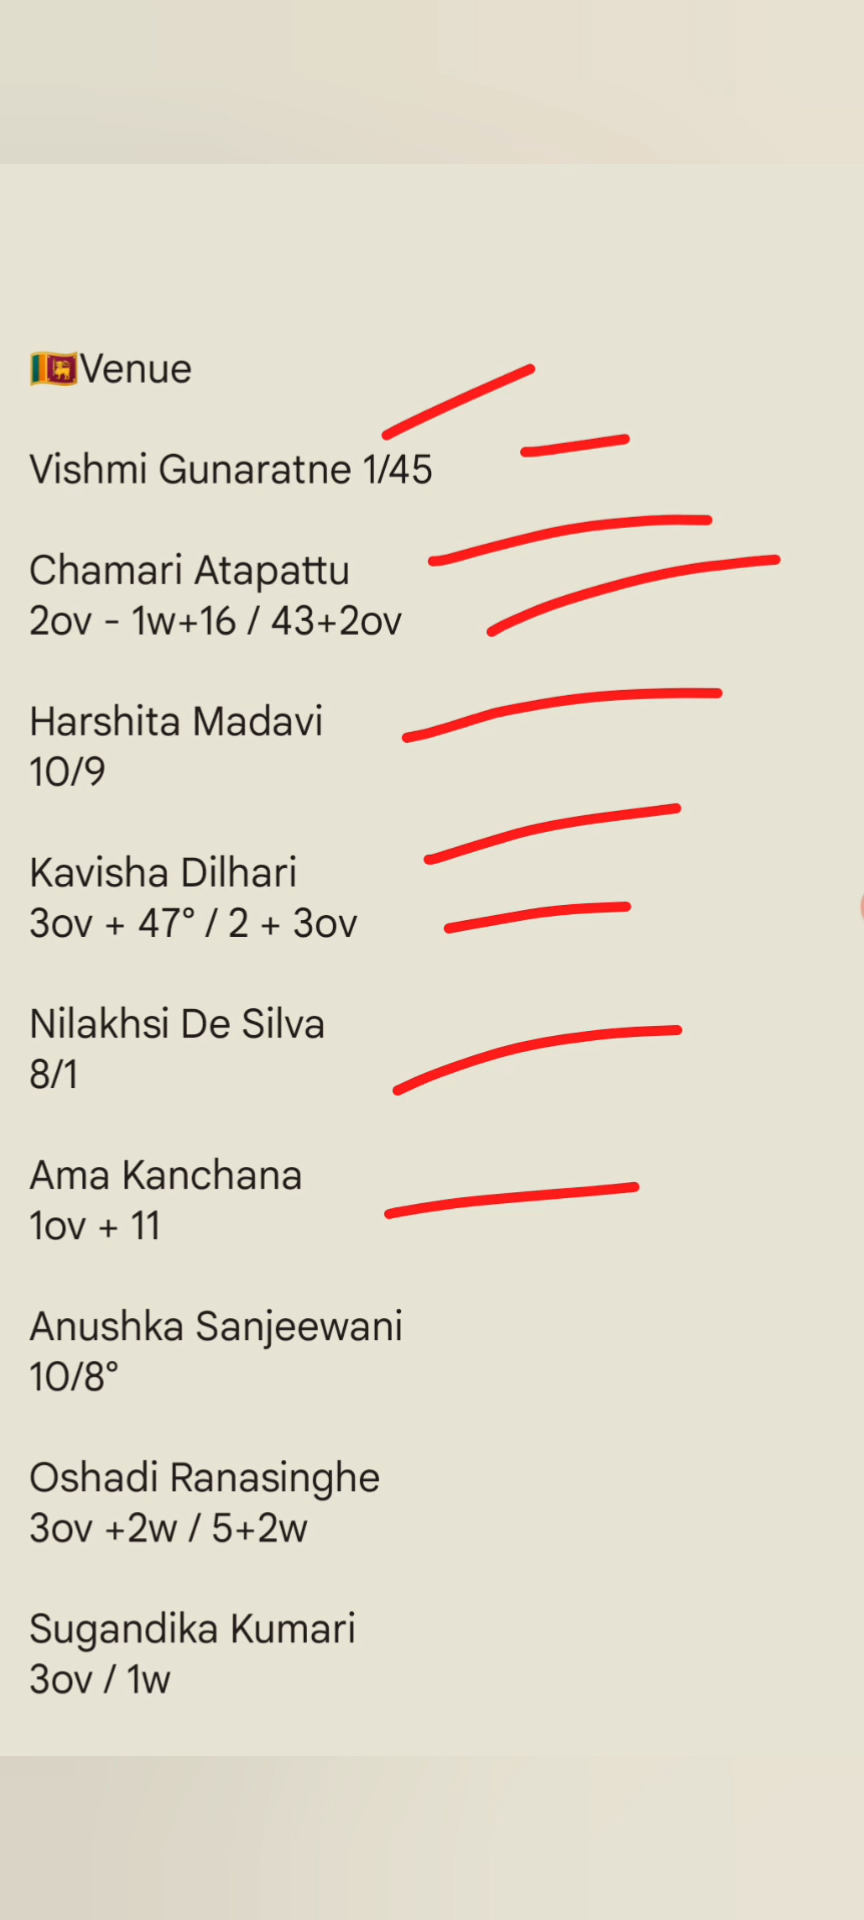 🇱🇰Venue
Vishmi Gunaratne 1/45
Chamari Atapattu
2ov - 1w+16 / 43+2ov
Harshita Madavi
10/9
Kavisha Dilhari
3ov + 47° / 2 + 3ov
Nilakhsi De Silva
8/1
Ama Kanchana
1ov + 11
Anushka Sanjeewani
10/8°
Oshadi Ranasinghe
3ov +2w / 5+2w
Sugandika Kumari
3ov / 1w